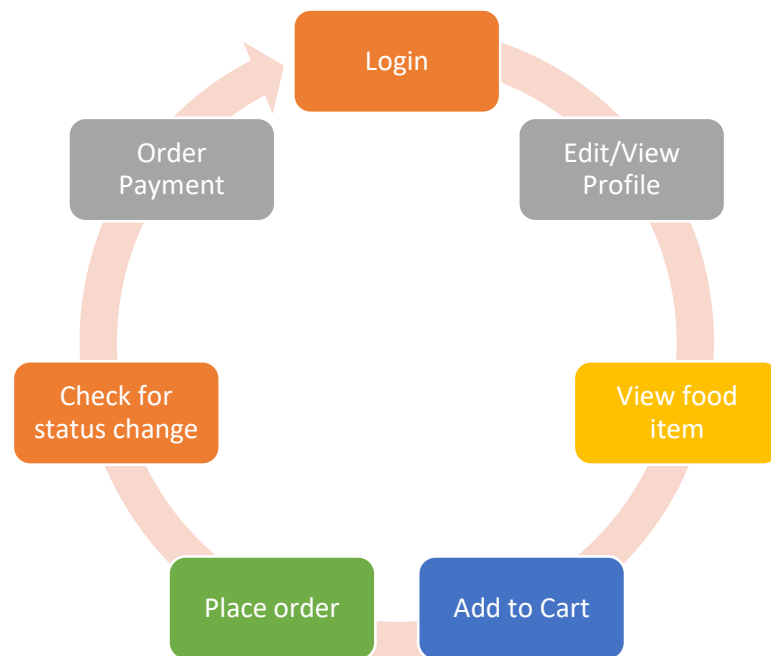 Login
Edit/View
Profile
View food
item
Add to Cart
Place order
Check for
status change
Order
Payment